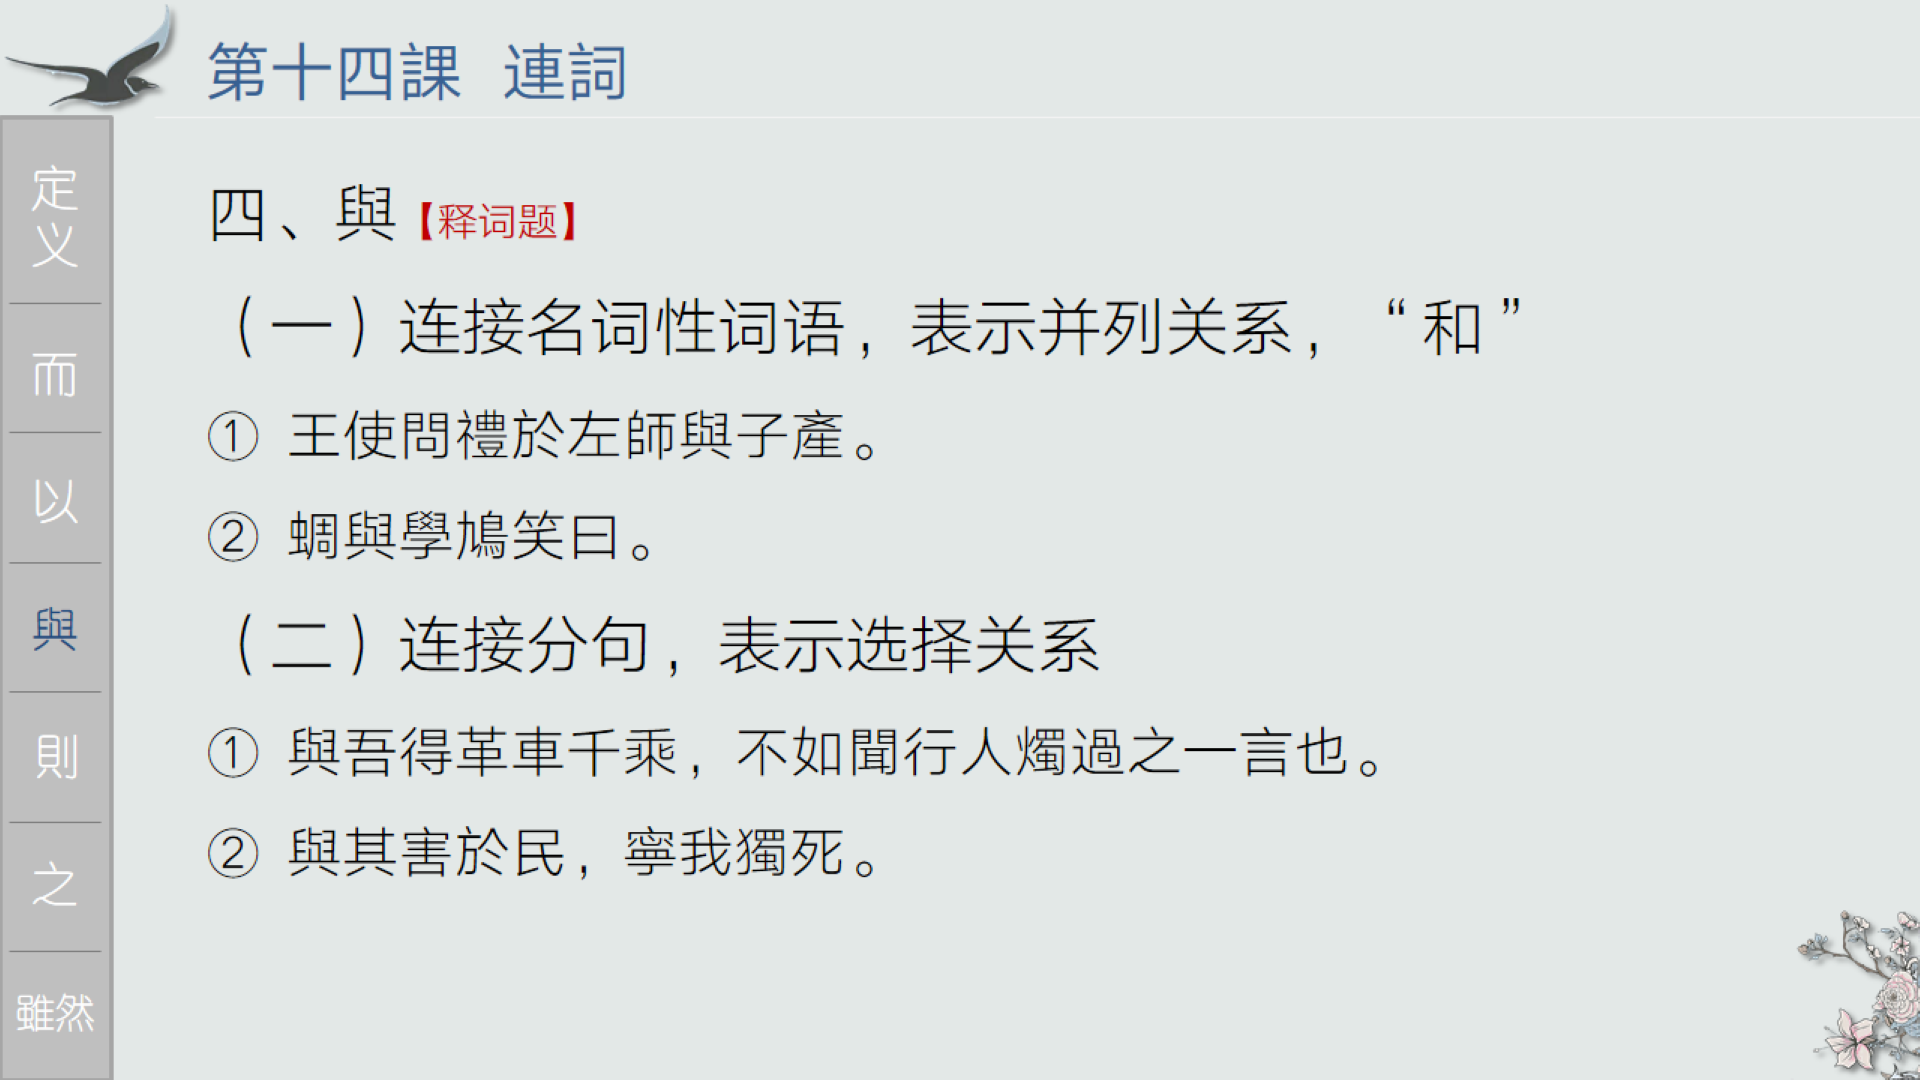 第十四課 連詞
定义
而
以
與
則
之
雖然
四、與【释词题】
（一）连接名词性词语，表示并列关系，“和”
① 王使問禮於左師與子產。
② 蜩與學鳩笑曰。
（二）连接分句，表示选择关系
① 與吾得革車千乘，不如聞行人燭過之一言也。
② 與其害於民，寧我獨死。